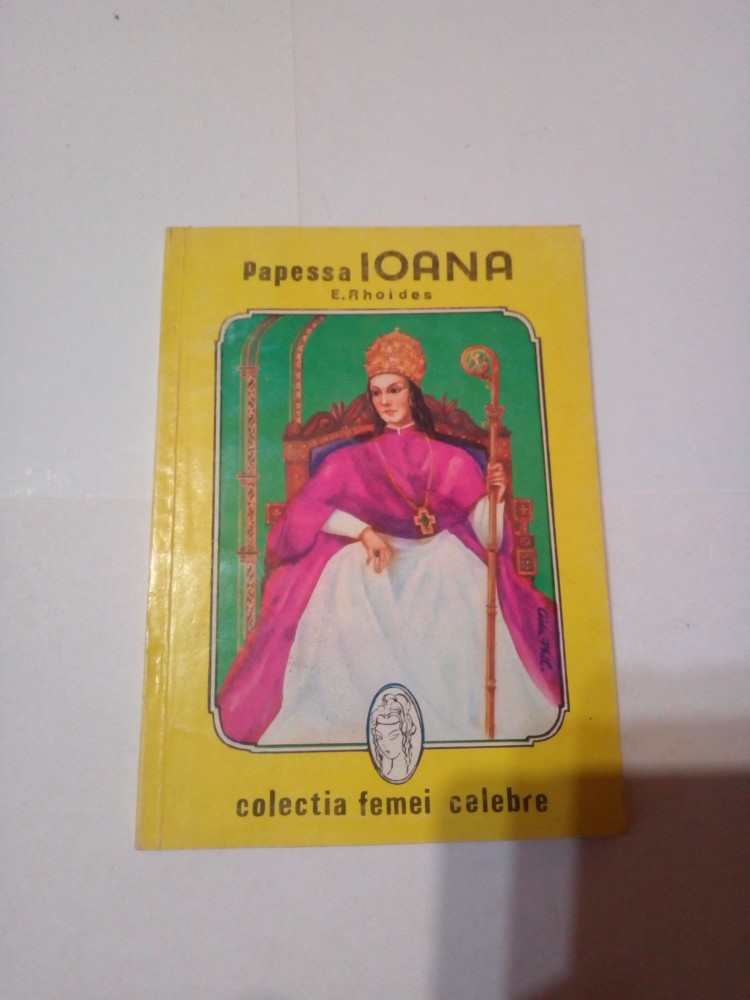 Papessa IOANA
E.Rhoides
colectia femei celebre